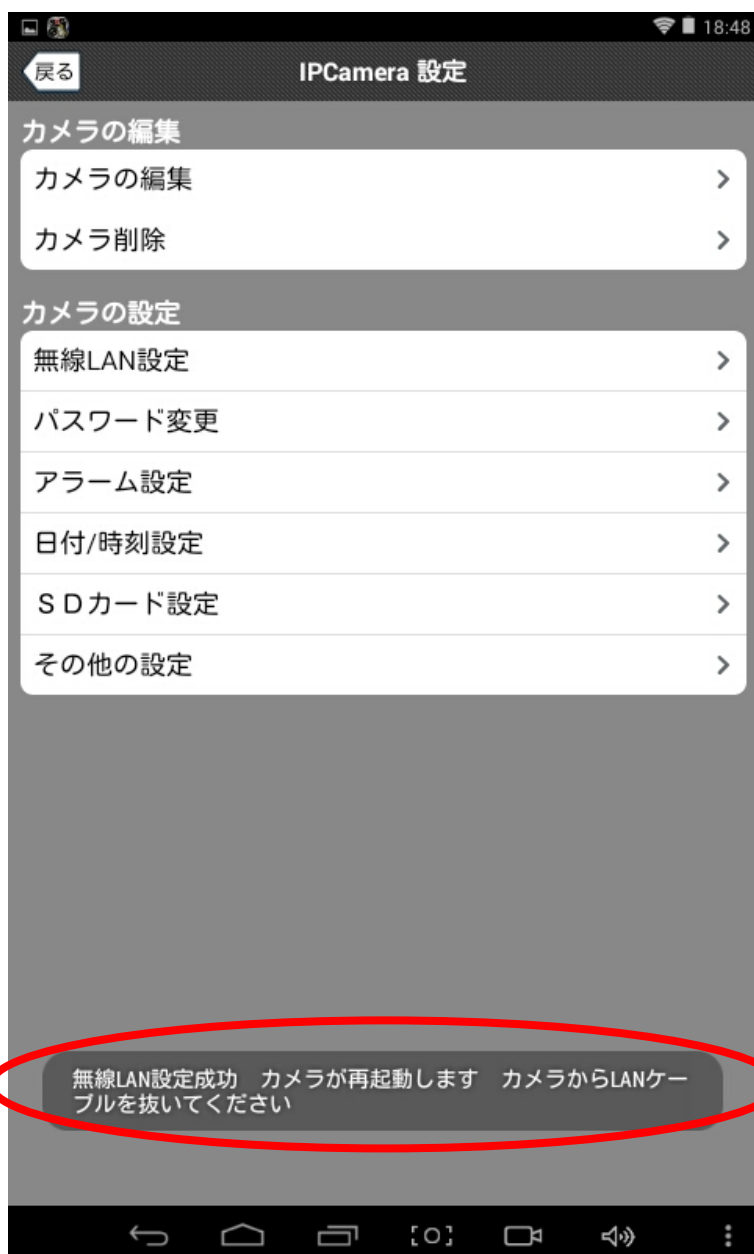 18:48
戻る
IPCamera 設定
カメラの編集
カメラの編集
カメラ削除
カメラの設定
無線LAN設定
パスワード変更
アラーム設定
日付/時刻設定
ＳＤカード設定
その他の設定
無線LAN設定成功　カメラが再起動します　カメラからLANケー
ブルを抜いてください